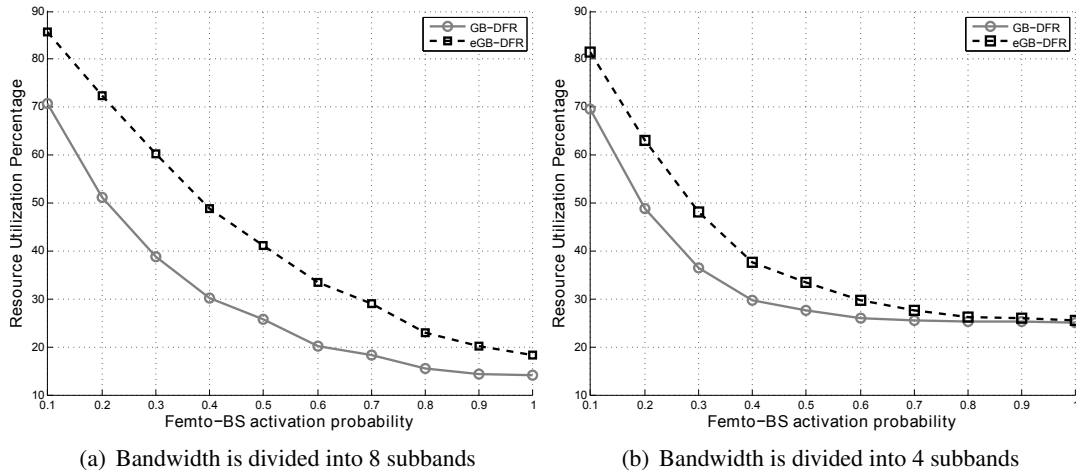 90
80
70
60
50
40
30
20
10
Resource Utilization Percentage
0.1 0.2 0.3 0.4 0.5 0.6 0.7 0.8 0.9 1
Femto−BS activation probability
GB−DFR
eGB−DFR
(a) Bandwidth is divided into 8 subbands
90
80
70
60
50
40
30
20
10
Resource Utilization Percentage
0.1 0.2 0.3 0.4 0.5 0.6 0.7 0.8 0.9 1
Femto−BS activation probability
GB−DFR
eGB−DFR
(b) Bandwidth is divided into 4 subbands